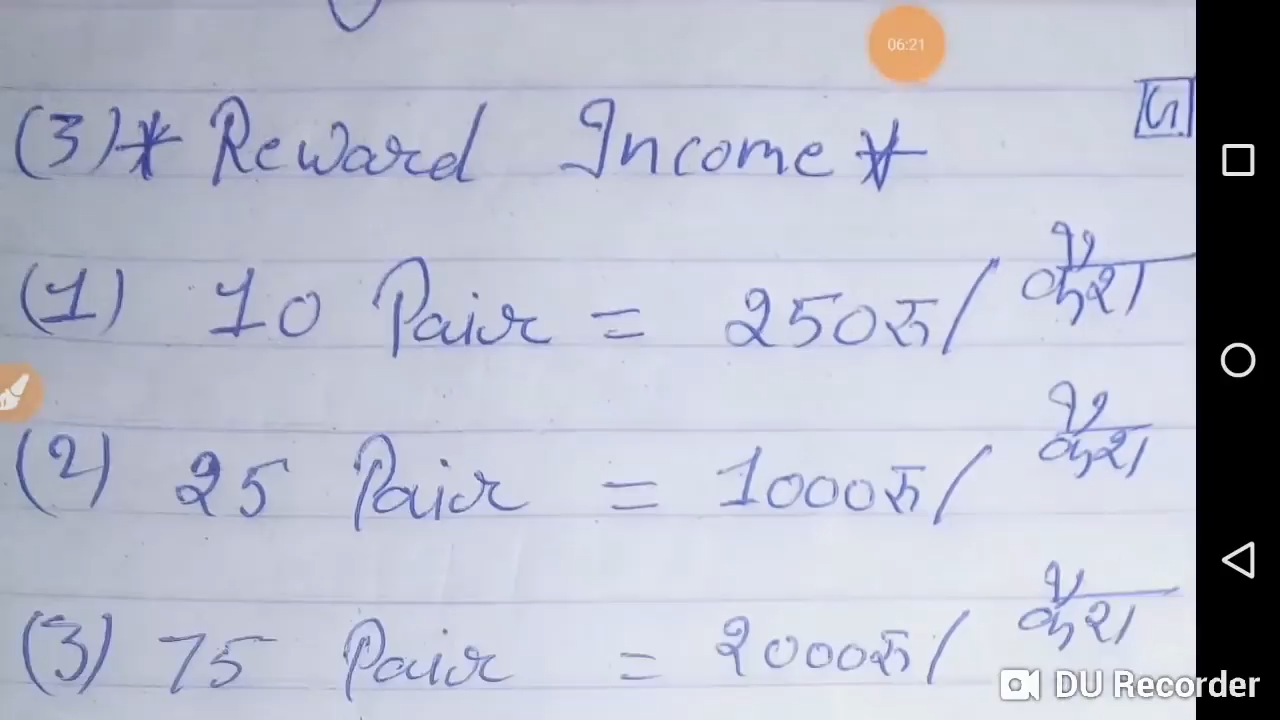 06:21
(3)* Reward Income *
(1) 10 Pair = 250रु/
(2) 25 Pair = 1000रु/
(3) 75 Pair = 2000रु/
DU Recorder